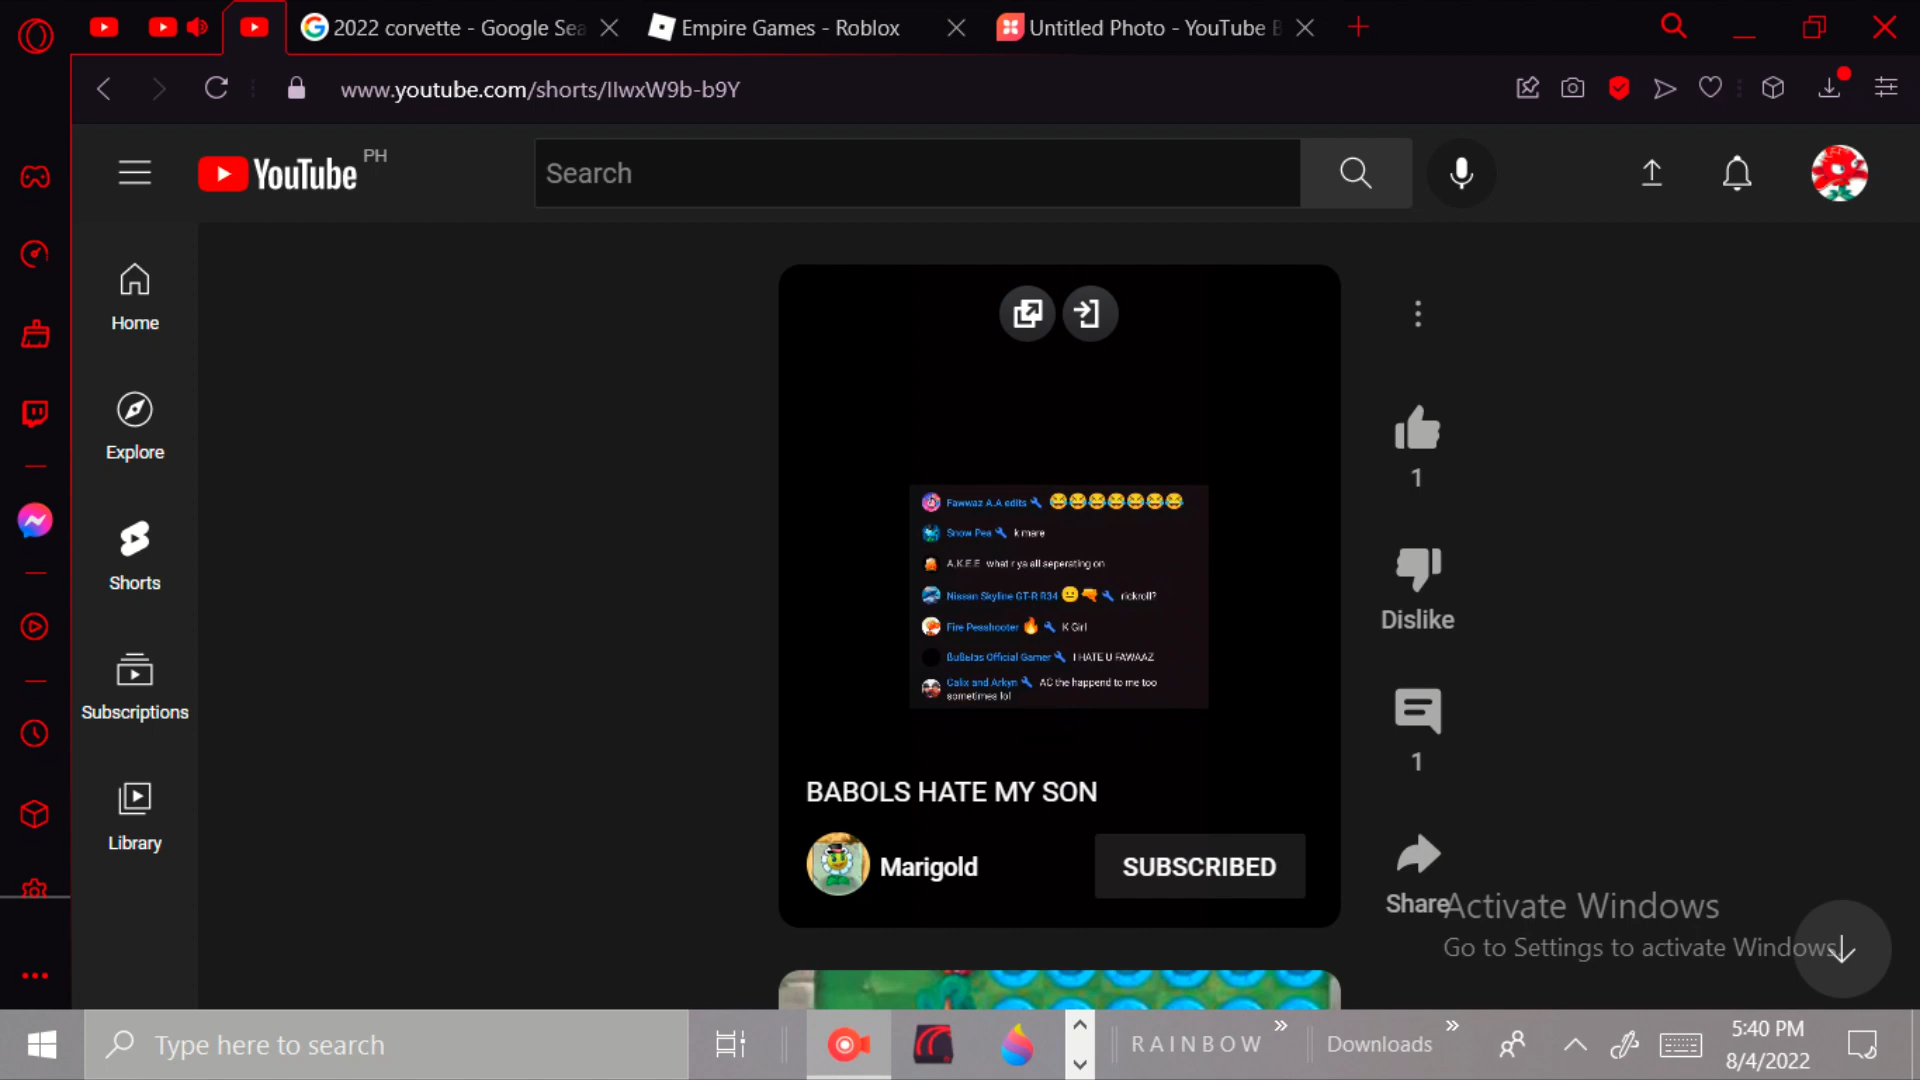 2022 corvette - Google Sea
Empire Games - Roblox
Untitled Photo - YouTube B
www.youtube.com/shorts/IIwxW9b-b9Y
YouTube PH
Search
Home
Explore
Shorts
Subscriptions
Library
Fawwaz A.A edits 🔧 😂😂😂😂😂😂😂
Snow Pea 🔧 k mare
A.K.E.E what r ya all seperating on
Nissan Skyline GT-R R34 😐🔫 🔧 rickroll?
Fire Peashooter 🔥 🔧 K Girl
BuBbles Official Gamer 🔧 I HATE U FAWAAZ
Calix and Arkyn 🔧 AC the happend to me too
sometimes lol
BABOLS HATE MY SON
Marigold
SUBSCRIBED
1
Dislike
1
Share
Activate Windows
Go to Settings to activate Windows.
Type here to search
RAINBOW
Downloads
5:40 PM
8/4/2022